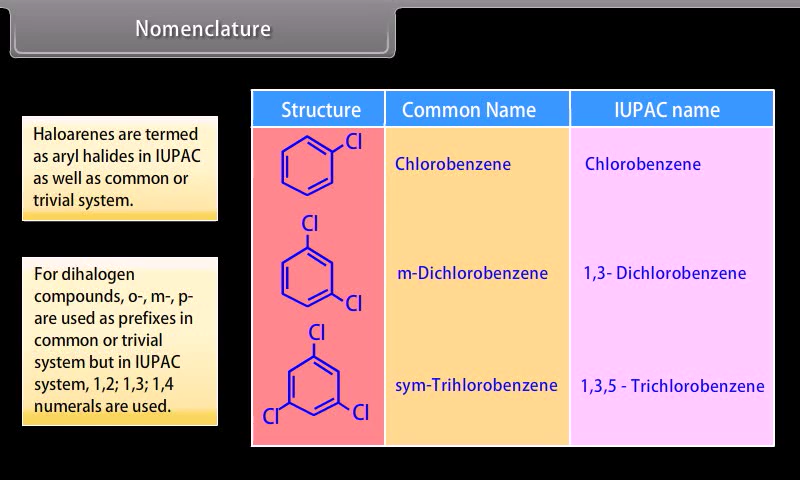 Nomenclature
Haloarenes are termed
as aryl halides in IUPAC
as well as common or
trivial system.
For dihalogen
compounds, o-, m-, p-
are used as prefixes in
common or trivial
system but in IUPAC
system, 1,2; 1,3; 1,4
numerals are used.
Structure Common Name IUPAC name
Cl
Chlorobenzene Chlorobenzene
Cl
m-Dichlorobenzene 1,3- Dichlorobenzene
Cl
Cl
sym-Trihlorobenzene 1,3,5 - Trichlorobenzene
Cl Cl